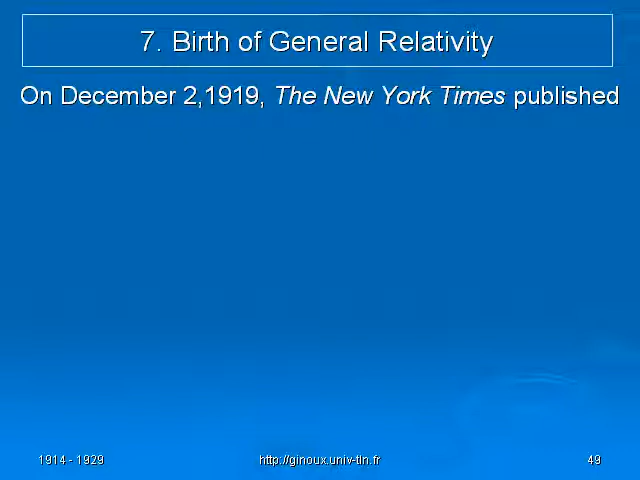 7. Birth of General Relativity
On December 2,1919, The New York Times published
1914 - 1929
http://ginoux.univ-tln.fr
49